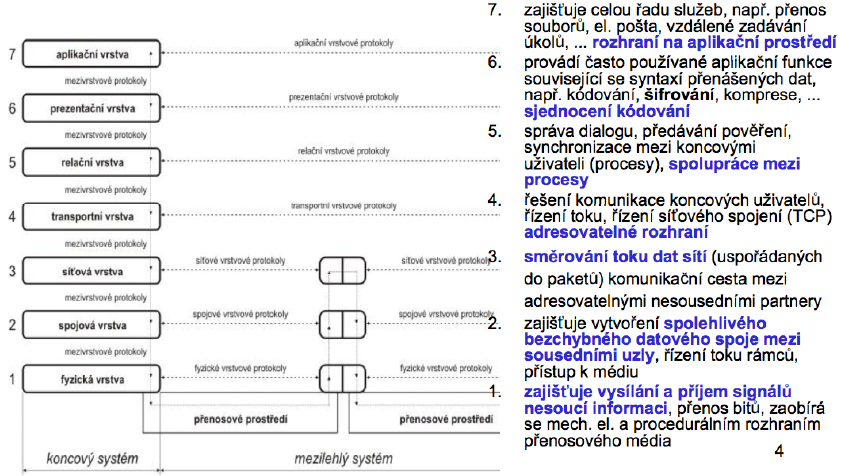 7
aplikační vrstva
aplikační vrstvové protokoly
mezivrstvové protokoly
6
prezentační vrstva
prezentační vrstvové protokoly
mezivrstvové protokoly
5
relační vrstva
relační vrstvové protokoly
mezivrstvové protokoly
4
transportní vrstva
transportní vrstvové protokoly
mezivrstvové protokoly
3
síťová vrstva
síťové vrstvové protokoly
síťové vrstvové protokoly
mezivrstvové protokoly
2
spojová vrstva
spojové vrstvové protokoly
spojové vrstvové protokoly
mezivrstvové protokoly
1
fyzická vrstva
fyzické vrstvové protokoly
fyzické vrstvové protokoly
přenosové prostředí
přenosové prostředí
koncový systém
mezilehlý systém
7. zajišťuje celou řadu služeb, např. přenos
souborů, el. pošta, vzdálené zadávání
úkolů, ... rozhraní na aplikační prostředí
6. provádí často používané aplikační funkce
související se syntaxí přenášených dat,
např. kódování, šifrování, komprese, ...
sjednocení kódování
5. správa dialogu, předávání pověření,
synchronizace mezi koncovými
uživateli (procesy), spolupráce mezi
procesy
4. řešení komunikace koncových uživatelů,
řízení toku, řízení síťového spojení (TCP)
adresovatelné rozhraní
3. směrování toku dat sítí (uspořádaných
do paketů) komunikační cesta mezi
adresovatelnými nesousedními partnery
2. zajišťuje vytvoření spolehlivého
bezchybného datového spoje mezi
sousedními uzly, řízení toku rámců,
přístup k médiu
1. zajišťuje vysílání a příjem signálů
nesoucí informaci, přenos bitů, zaobírá
se mech. el. a procedurálním rozhraním
přenosového média
4